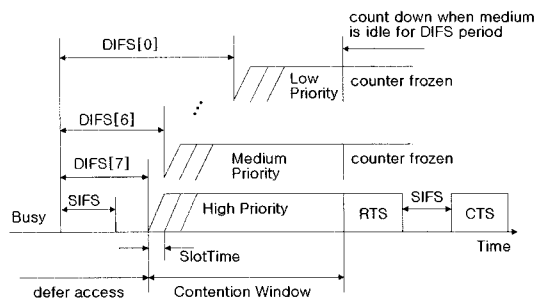 count down when medium
is idle for DIFS period
DIFS[0]
Low
Priority
counter frozen
DIFS[6]
DIFS[7]
Medium
Priority
counter frozen
SIFS
Busy
High Priority
RTS
SIFS
CTS
Time
SlotTime
defer access
Contention Window